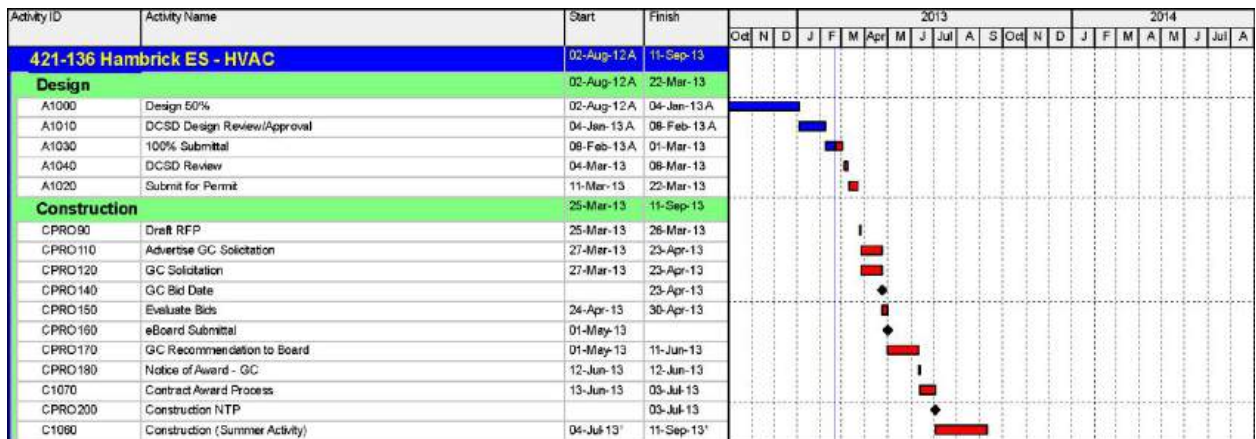 Activity ID Activity Name Start Finish 2013 2014
Oct N D J F M Apr M J Jul A S Oct N D J F M A M J Jul A
421-136 Hambrick ES - HVAC 02-Aug-12 A 11-Sep-13
Design 02-Aug-12 A 22-Mar-13
A1000 Design 50% 02-Aug-12 A 04-Jan-13 A
A1010 DCSD Design Review/Approval 04-Jan-13 A 08-Feb-13 A
A1030 100% Submittal 08-Feb-13 A 01-Mar-13
A1040 DCSD Review 04-Mar-13 08-Mar-13
A1020 Submit for Permit 11-Mar-13 22-Mar-13
Construction 25-Mar-13 11-Sep-13
CPRO90 Draft RFP 25-Mar-13 26-Mar-13
CPRO110 Advertise GC Solicitation 27-Mar-13 23-Apr-13
CPRO120 GC Solicitation 27-Mar-13 23-Apr-13
CPRO140 GC Bid Date 23-Apr-13
CPRO150 Evaluate Bids 24-Apr-13 30-Apr-13
CPRO160 eBoard Submittal 01-May-13
CPRO170 GC Recommendation to Board 01-May-13 11-Jun-13
CPRO180 Notice of Award - GC 12-Jun-13 12-Jun-13
C1070 Contract Award Process 13-Jun-13 03-Jul-13
CPRO200 Construction NTP 03-Jul-13
C1060 Construction (Summer Activity) 04-Jul-13* 11-Sep-13*